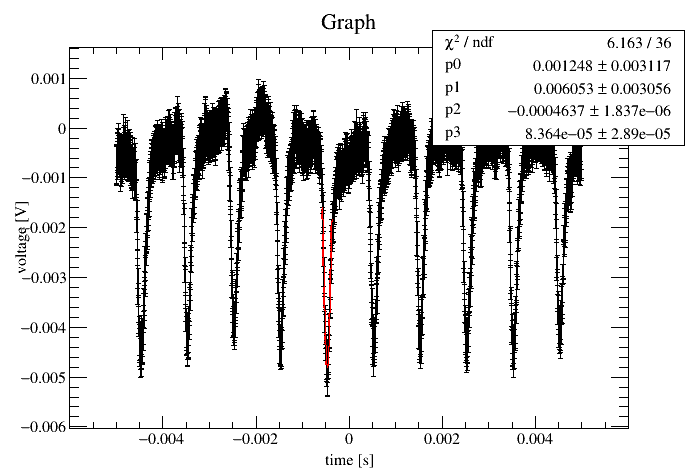 Graph
χ² / ndf 6.163 / 36
p0 0.001248 ± 0.003117
p1 0.006053 ± 0.003056
p2 −0.0004637 ± 1.837e−06
p3 8.364e−05 ± 2.89e−05
voltage [V]
0.001
0
−0.001
−0.002
−0.003
−0.004
−0.005
−0.006
−0.004 −0.002 0 0.002 0.004
time [s]